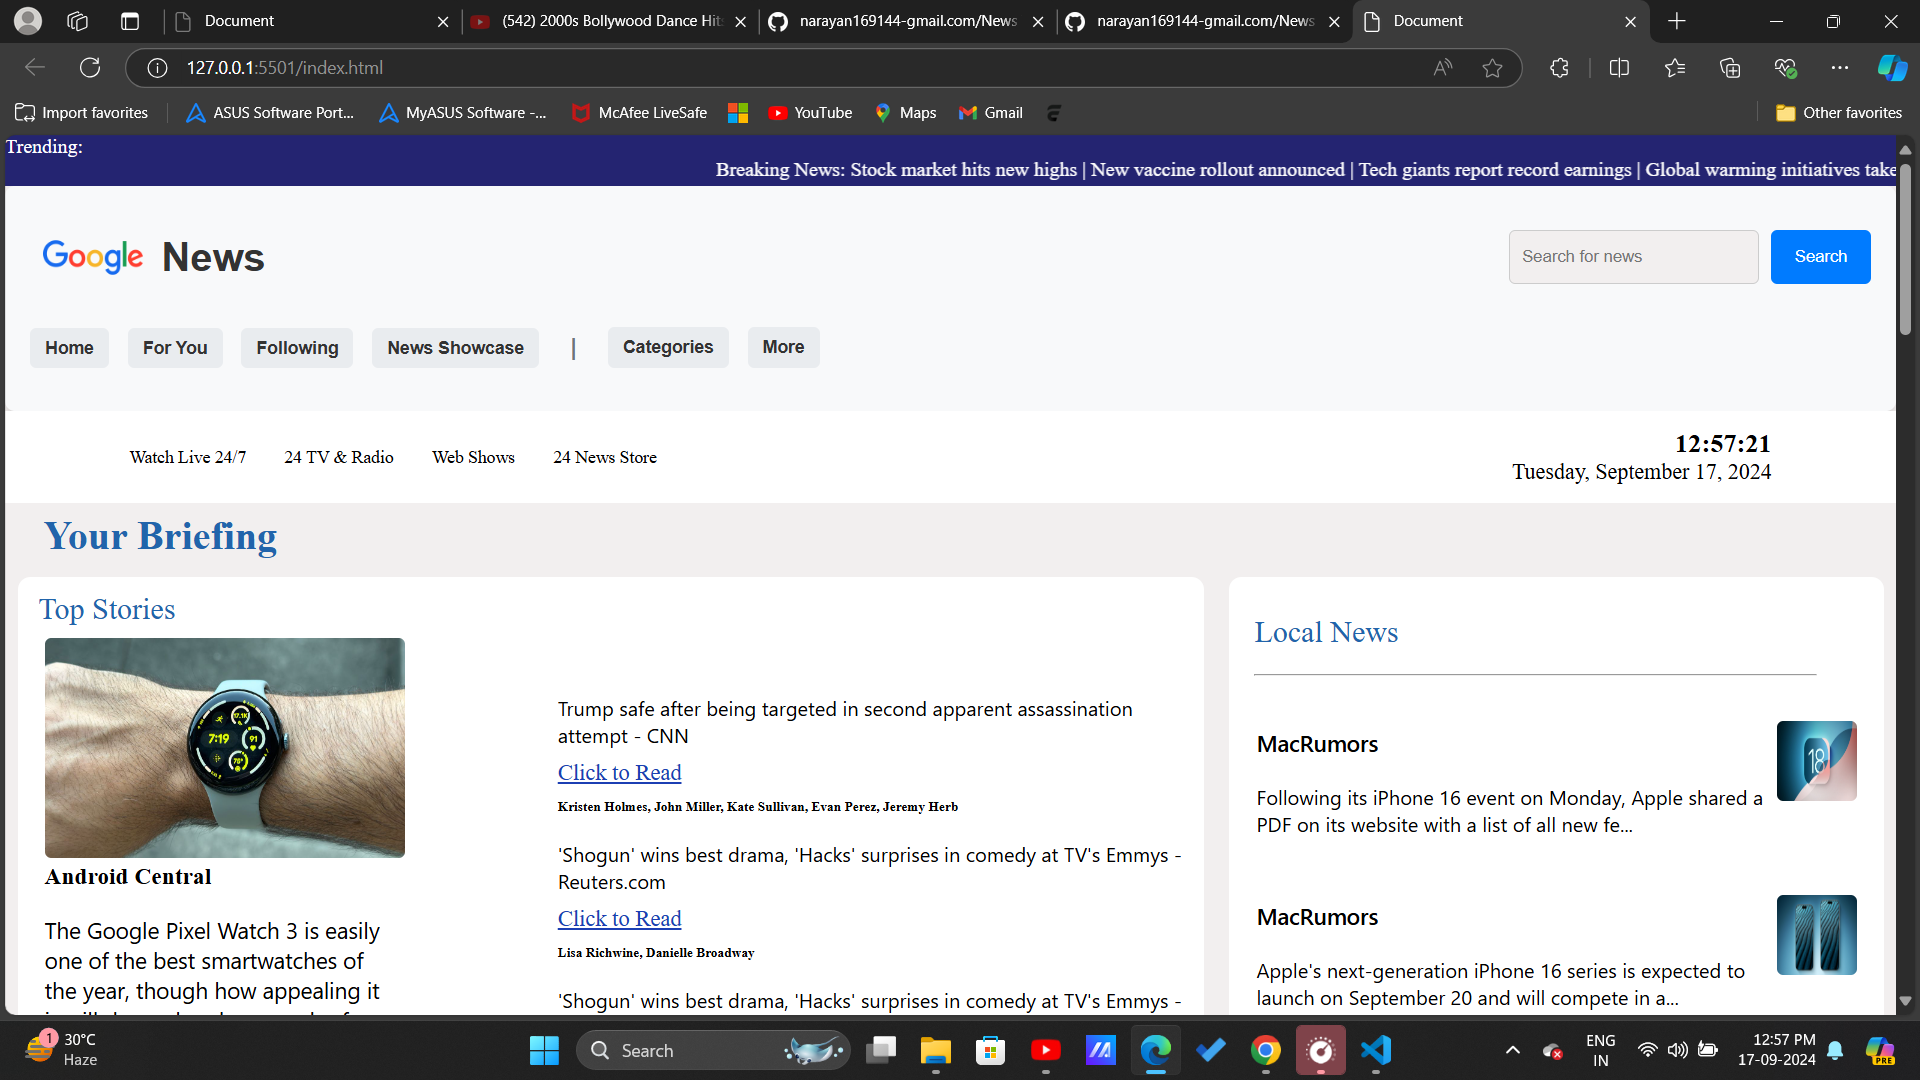 Document
(542) 2000s Bollywood Dance Hit
narayan169144-gmail.com/News
narayan169144-gmail.com/News
Document
127.0.0.1:5501/index.html
Import favorites
ASUS Software Port...
MyASUS Software -...
McAfee LiveSafe
YouTube
Maps
Gmail
Other favorites
Trending:
Breaking News: Stock market hits new highs | New vaccine rollout announced | Tech giants report record earnings | Global warming initiatives take
Google News
Search for news
Search
Home
For You
Following
News Showcase
|
Categories
More
Watch Live 24/7
24 TV & Radio
Web Shows
24 News Store
12:57:21
Tuesday, September 17, 2024
Your Briefing
Top Stories
7:19
Android Central
The Google Pixel Watch 3 is easily
one of the best smartwatches of
the year, though how appealing it
Trump safe after being targeted in second apparent assassination
attempt - CNN
Click to Read
Kristen Holmes, John Miller, Kate Sullivan, Evan Perez, Jeremy Herb
'Shogun' wins best drama, 'Hacks' surprises in comedy at TV's Emmys -
Reuters.com
Click to Read
Lisa Richwine, Danielle Broadway
'Shogun' wins best drama, 'Hacks' surprises in comedy at TV's Emmys -
Local News
MacRumors
18
Following its iPhone 16 event on Monday, Apple shared a
PDF on its website with a list of all new fe...
MacRumors
Apple's next-generation iPhone 16 series is expected to
launch on September 20 and will compete in a...
1
30°C
Haze
Search
ENG
IN
12:57 PM
17-09-2024
PRE